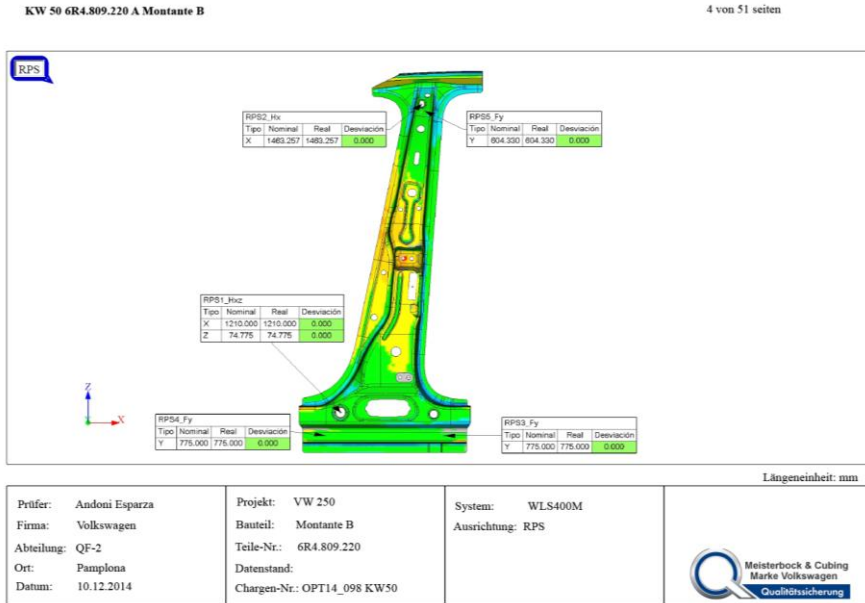 KW 50 6R4.809.220 A Montante B
4 von 51 seiten
RPS
RPS2_Hx
Tipo Nominal Real Desviación
X 1463.257 1463.257 0.000
RPS5_Fy
Tipo Nominal Real Desviación
Y 604.330 604.330 0.000
RPS1_Hxz
Tipo Nominal Real Desviación
X 1210.000 1210.000 0.000
Z 74.775 74.775 0.000
Z
X
RPS4_Fy
Tipo Nominal Real Desviación
Y 775.000 775.000 0.000
RPS3_Fy
Tipo Nominal Real Desviación
Y 775.000 775.000 0.000
Längeneinheit: mm
Prüfer: Andoni Esparza
Firma: Volkswagen
Abteilung: QF-2
Ort: Pamplona
Datum: 10.12.2014
Projekt: VW 250
Bauteil: Montante B
Teile-Nr.: 6R4.809.220
Datenstand:
Chargen-Nr.: OPT14_098 KW50
System: WLS400M
Ausrichtung: RPS
Meisterbock & Cubing
Marke Volkswagen
Qualitätssicherung